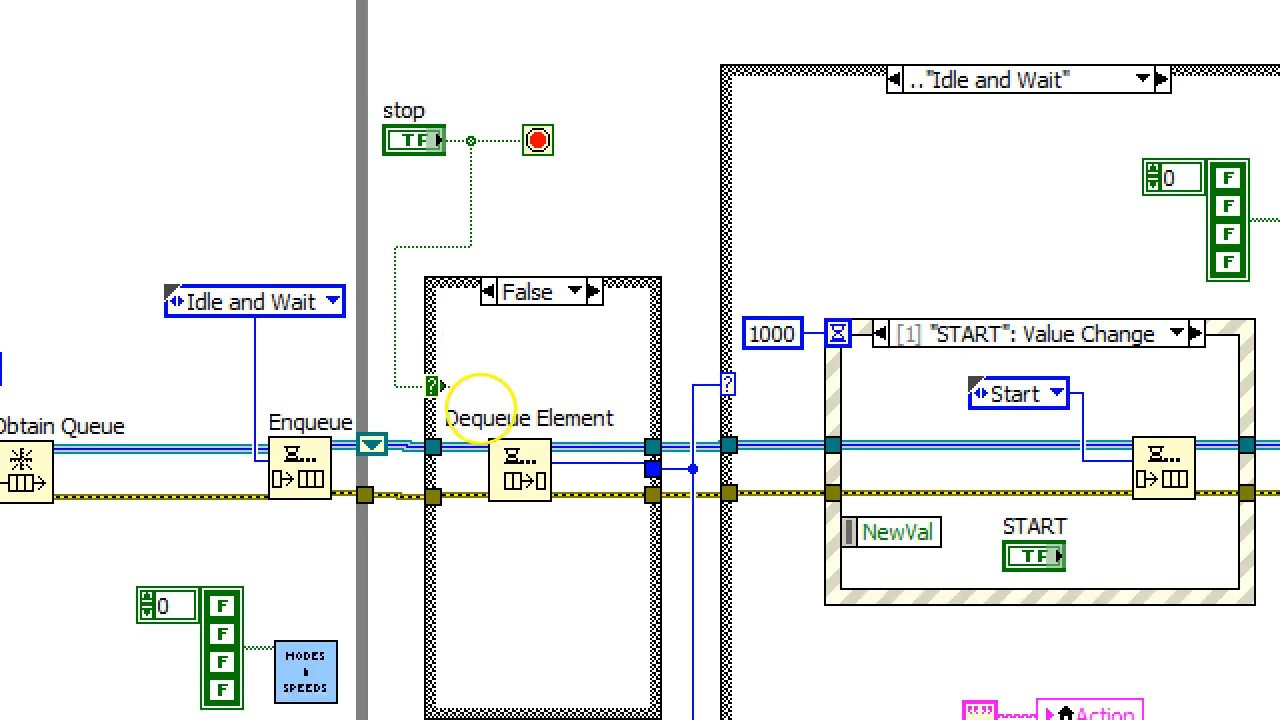 .."Idle and Wait"
stop
TF
0
F
F
F
F
False
Idle and Wait
1000
[1] "START": Value Change
?
?
Start
Obtain Queue
Enqueue
Dequeue Element
NewVal
START
TF
0
F
F
F
F
MODES
&
SPEEDS
Action